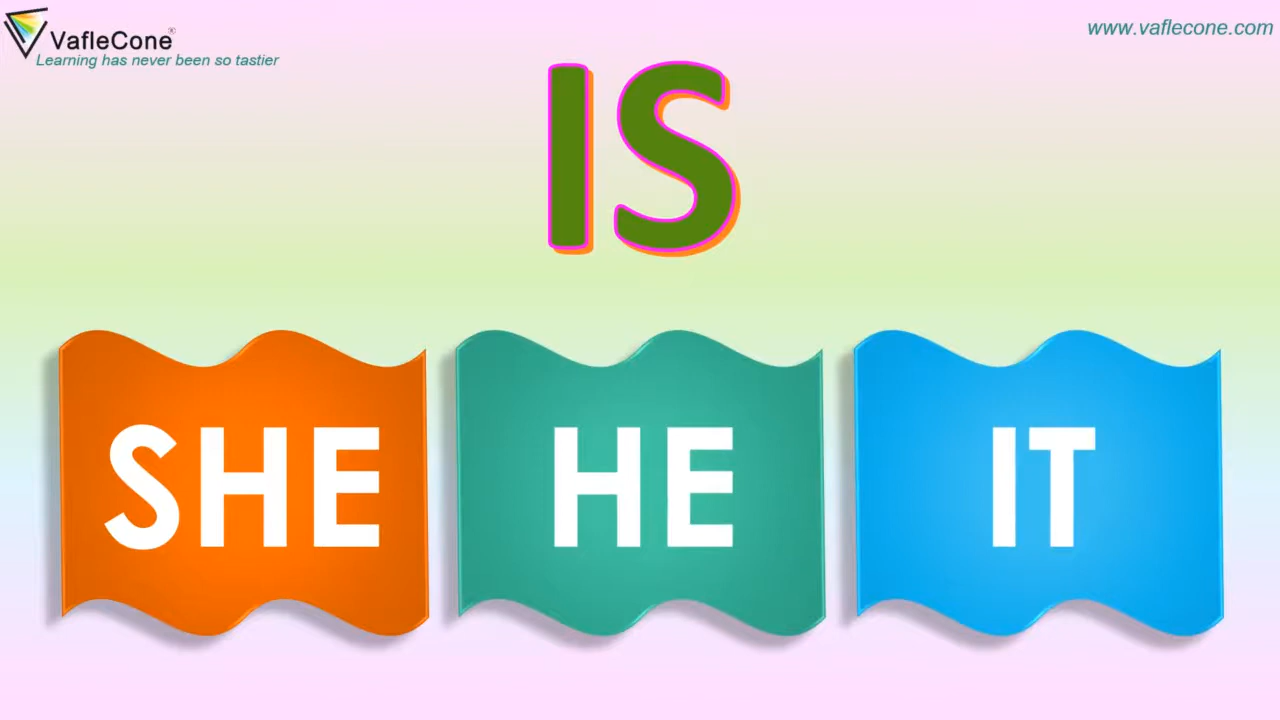 VafleCone®
Learning has never been so tastier
www.vaflecone.com
IS
SHE
HE
IT